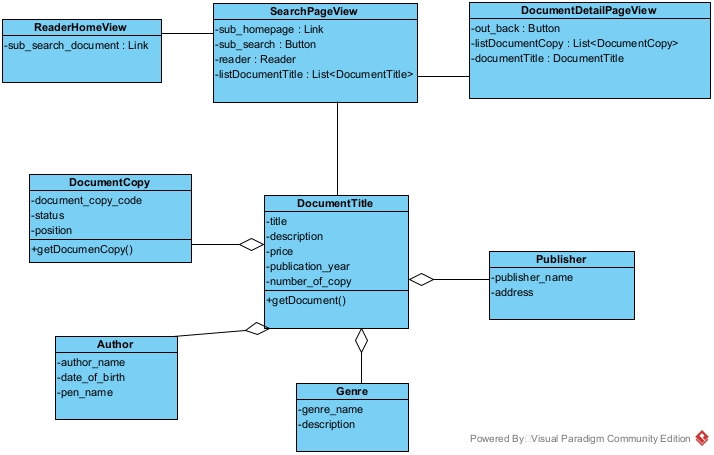 ReaderHomeView
-sub_search_document : Link
SearchPageView
-sub_homepage : Link
-sub_search : Button
-reader : Reader
-listDocumentTitle : List<DocumentTitle>
DocumentDetailPageView
-out_back : Button
-listDocumentCopy : List<DocumentCopy>
-documentTitle : DocumentTitle
DocumentCopy
-document_copy_code
-status
-position
+getDocumenCopy()
DocumentTitle
-title
-description
-price
-publication_year
-number_of_copy
+getDocument()
Publisher
-publisher_name
-address
Author
-author_name
-date_of_birth
-pen_name
Genre
-genre_name
-description
Powered By Visual Paradigm Community Edition